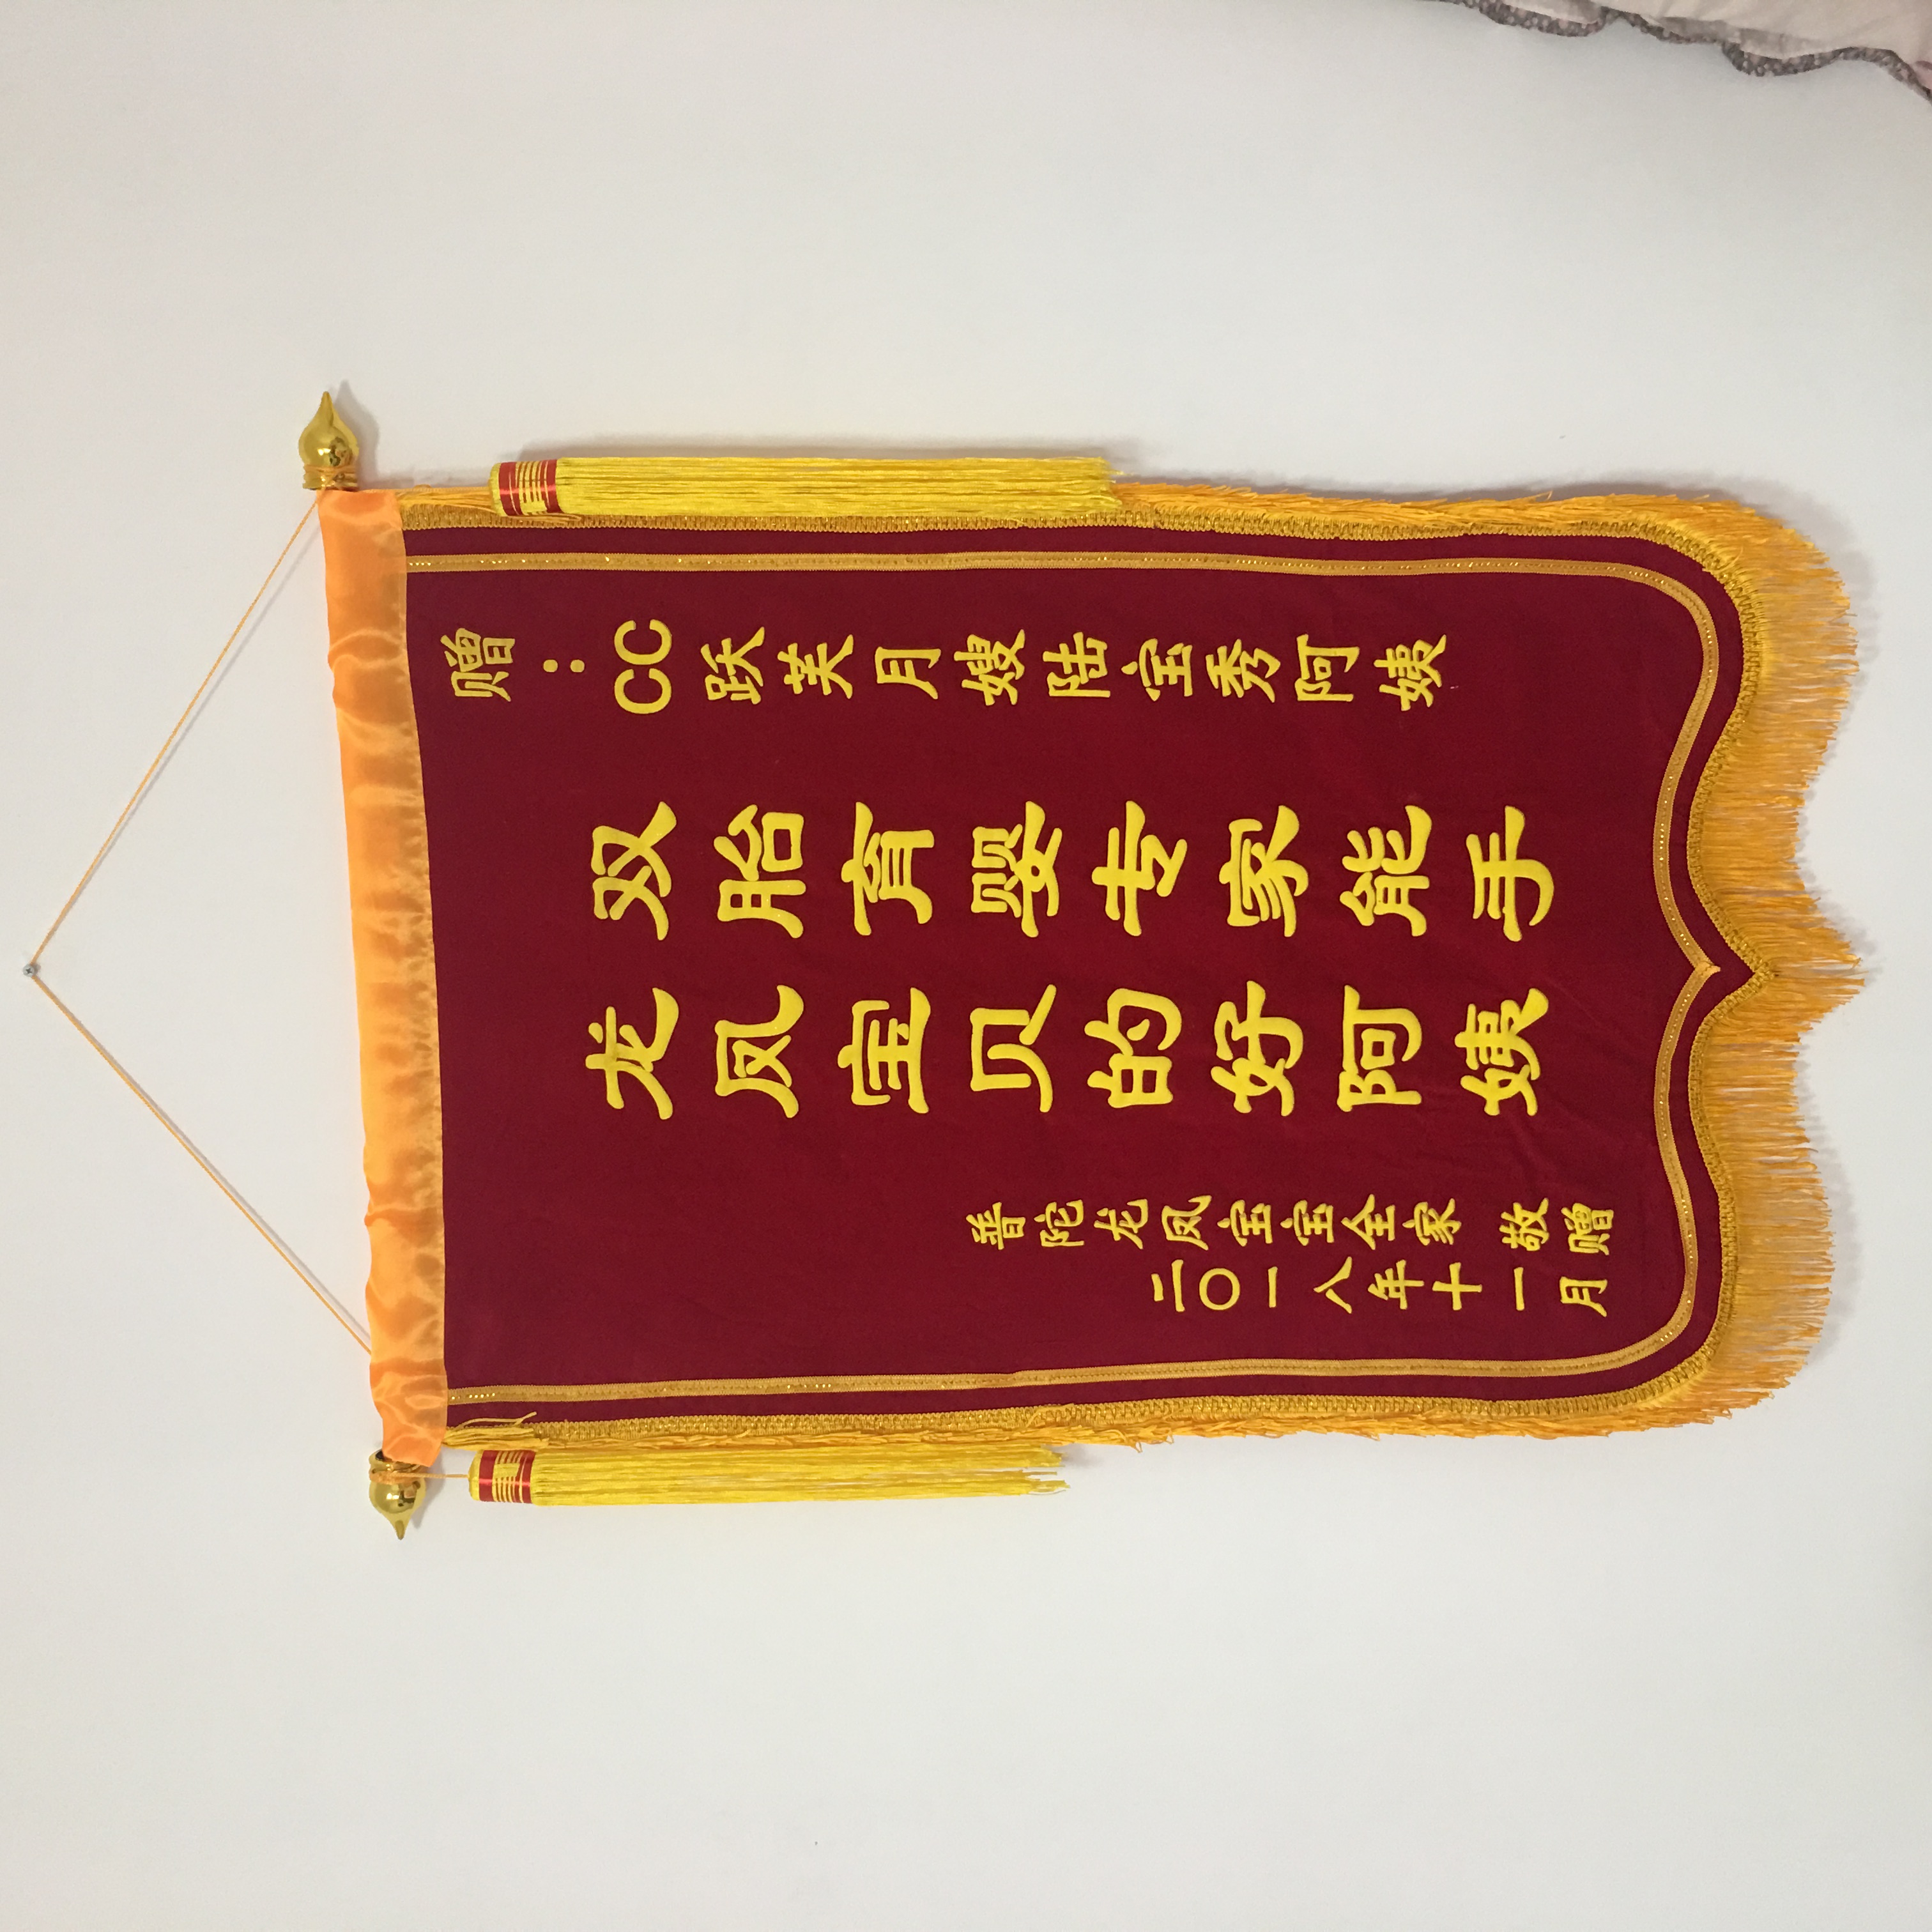 赠：CC跃芙月嫂陆宝秀阿姨
双胎育婴专家能手
龙凤宝贝的好阿姨
普陀龙凤宝宝全家 敬赠
二〇一八年十一月